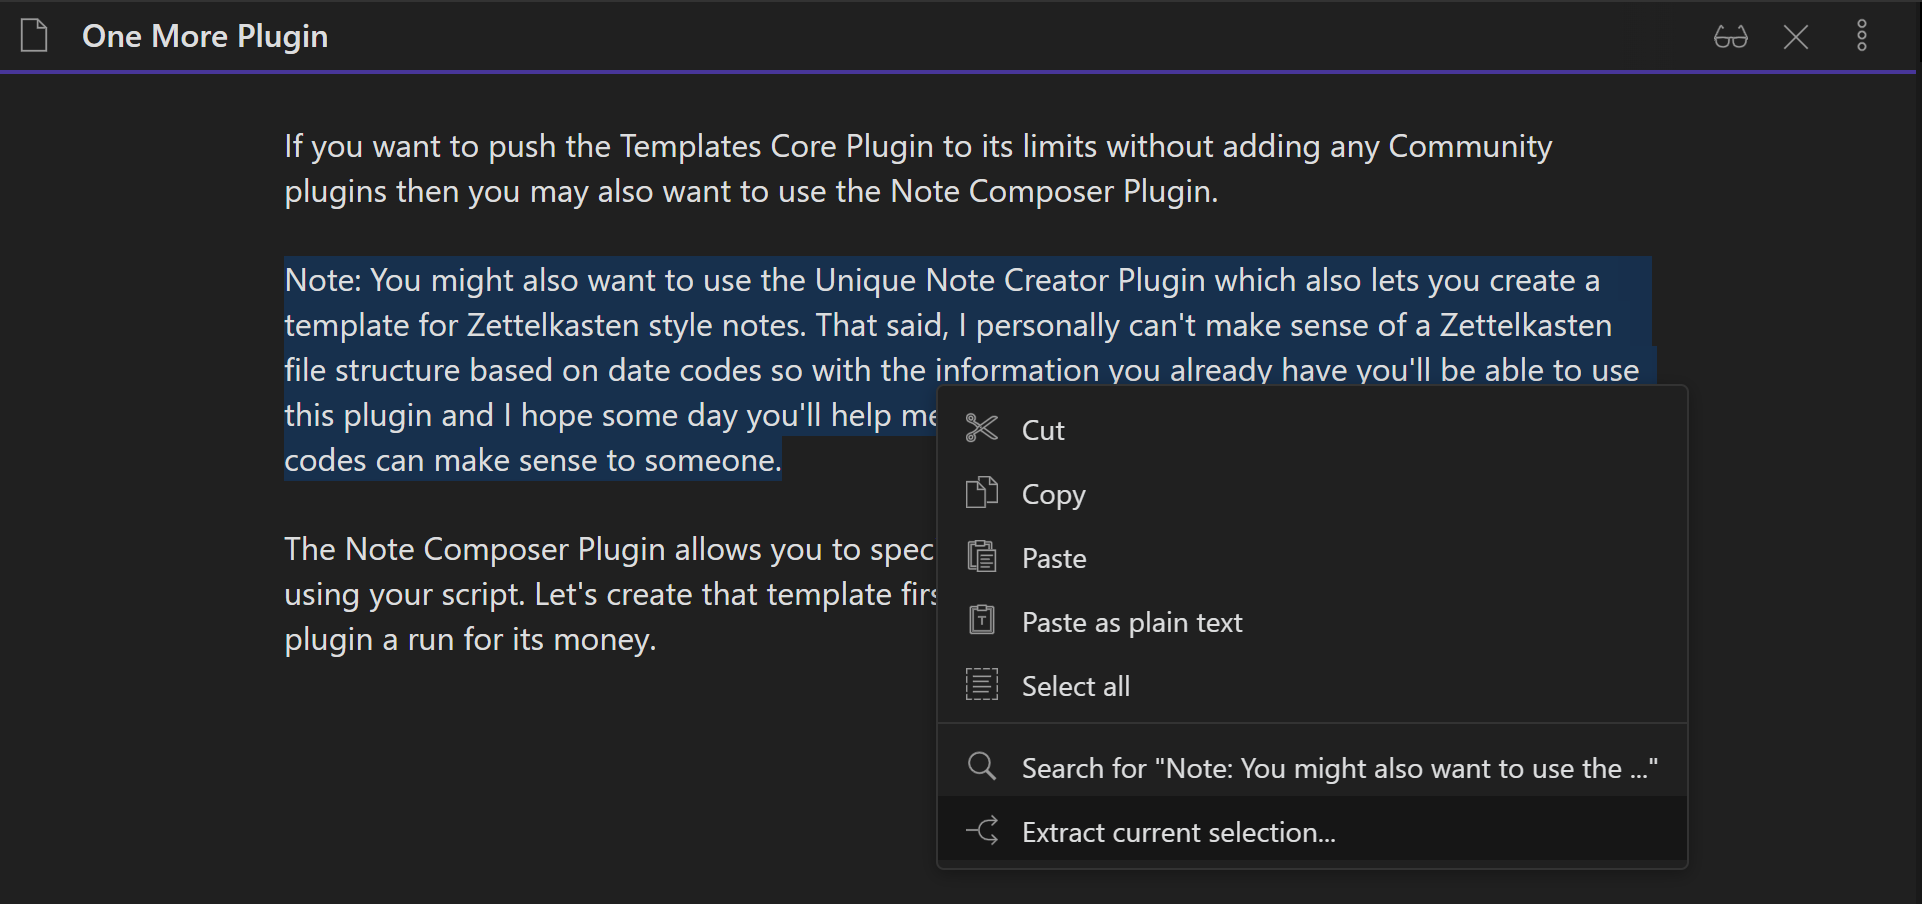 One More Plugin
If you want to push the Templates Core Plugin to its limits without adding any Community
plugins then you may also want to use the Note Composer Plugin.
Note: You might also want to use the Unique Note Creator Plugin which also lets you create a
template for Zettelkasten style notes. That said, I personally can't make sense of a Zettelkasten
file structure based on date codes so with the information you already have you'll be able to use
this plugin and I hope some day you'll help me
codes can make sense to someone.
The Note Composer Plugin allows you to spec
using your script. Let's create that template firs
plugin a run for its money.
Cut
Copy
Paste
Paste as plain text
Select all
Search for "Note: You might also want to use the ..."
Extract current selection...